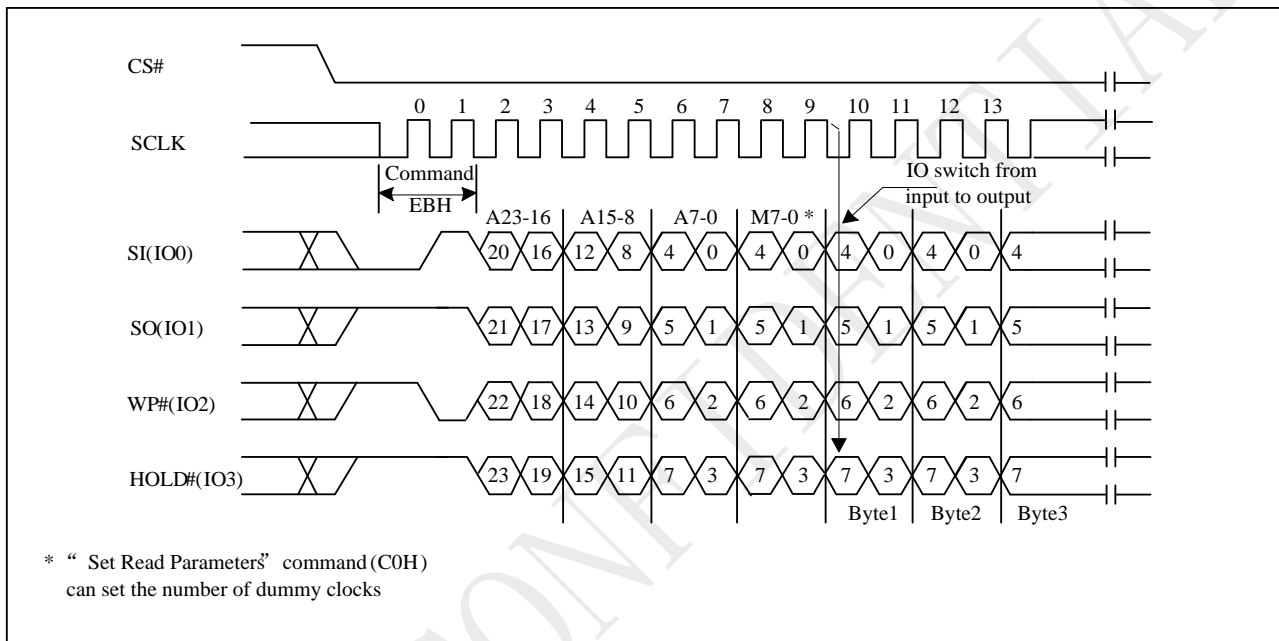 CS#
0 1 2 3 4 5 6 7 8 9 10 11 12 13
SCLK
Command
EBH
IO switch from
input to output
A23-16 A15-8 A7-0 M7-0 *
SI(IO0) 20 16 12 8 4 0 4 0 4 0 4 0 4
SO(IO1) 21 17 13 9 5 1 5 1 5 1 5 1 5
WP#(IO2) 22 18 14 10 6 2 6 2 6 2 6 2 6
HOLD#(IO3) 23 19 15 11 7 3 7 3 7 3 7 3 7
Byte1 Byte2 Byte3
* “ Set Read Parameters” command (C0H)
can set the number of dummy clocks
CONFIDENTIA